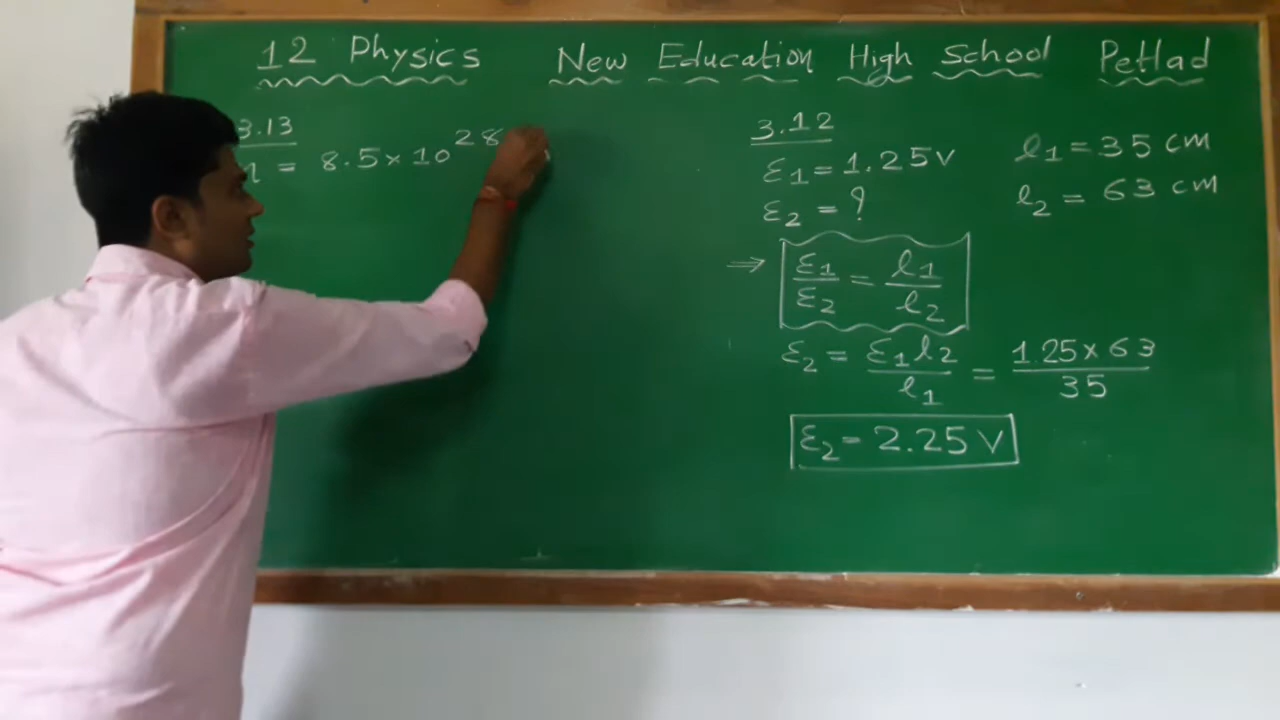 12 Physics New Education High School Petlad
3.13
n = 8.5 × 10²⁸
3.12
ε₁ = 1.25V
ε₂ = ?
l₁ = 35 cm
l₂ = 63 cm
⇒ ε₁/ε₂ = l₁/l₂
ε₂ = ε₁l₂/l₁ = 1.25 × 63/35
ε₂ = 2.25 V